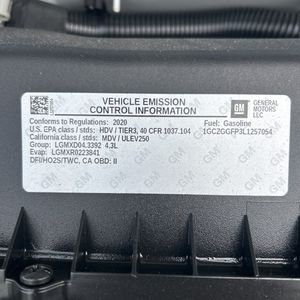 VEHICLE EMISSION
CONTROL INFORMATION
GM
GENERAL
MOTORS
LLC
Conforms to Regulations: 2020
Fuel: Gasoline
U.S. EPA class / stds: HDV / TIER3, 40 CFR 1037.104
1GCZGGFP3L1257054
California class / stds: MDV / ULEV250
Group: LGMXD04.3392 4.3L
Evap: LGMXR0223841
DFI/HO2S/TWC, CA OBD: II